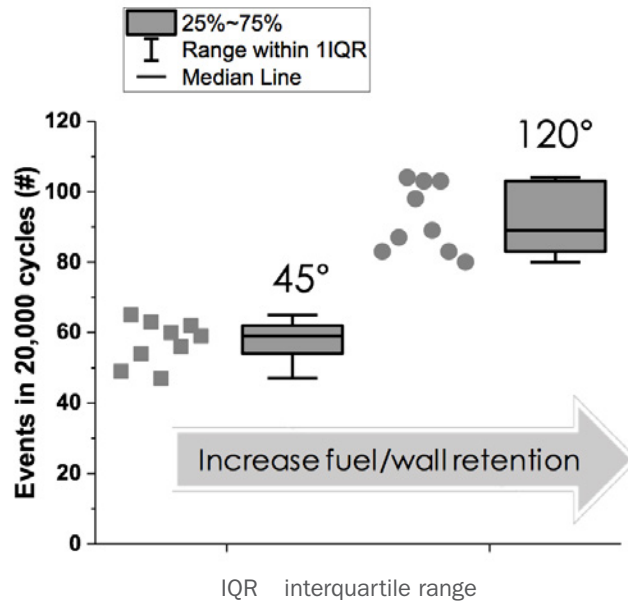 25%~75%
Range within 1IQR
Median Line
Events in 20,000 cycles (#)
120
100
80
60
40
20
0
45°
120°
Increase fuel/wall retention
IQR interquartile range